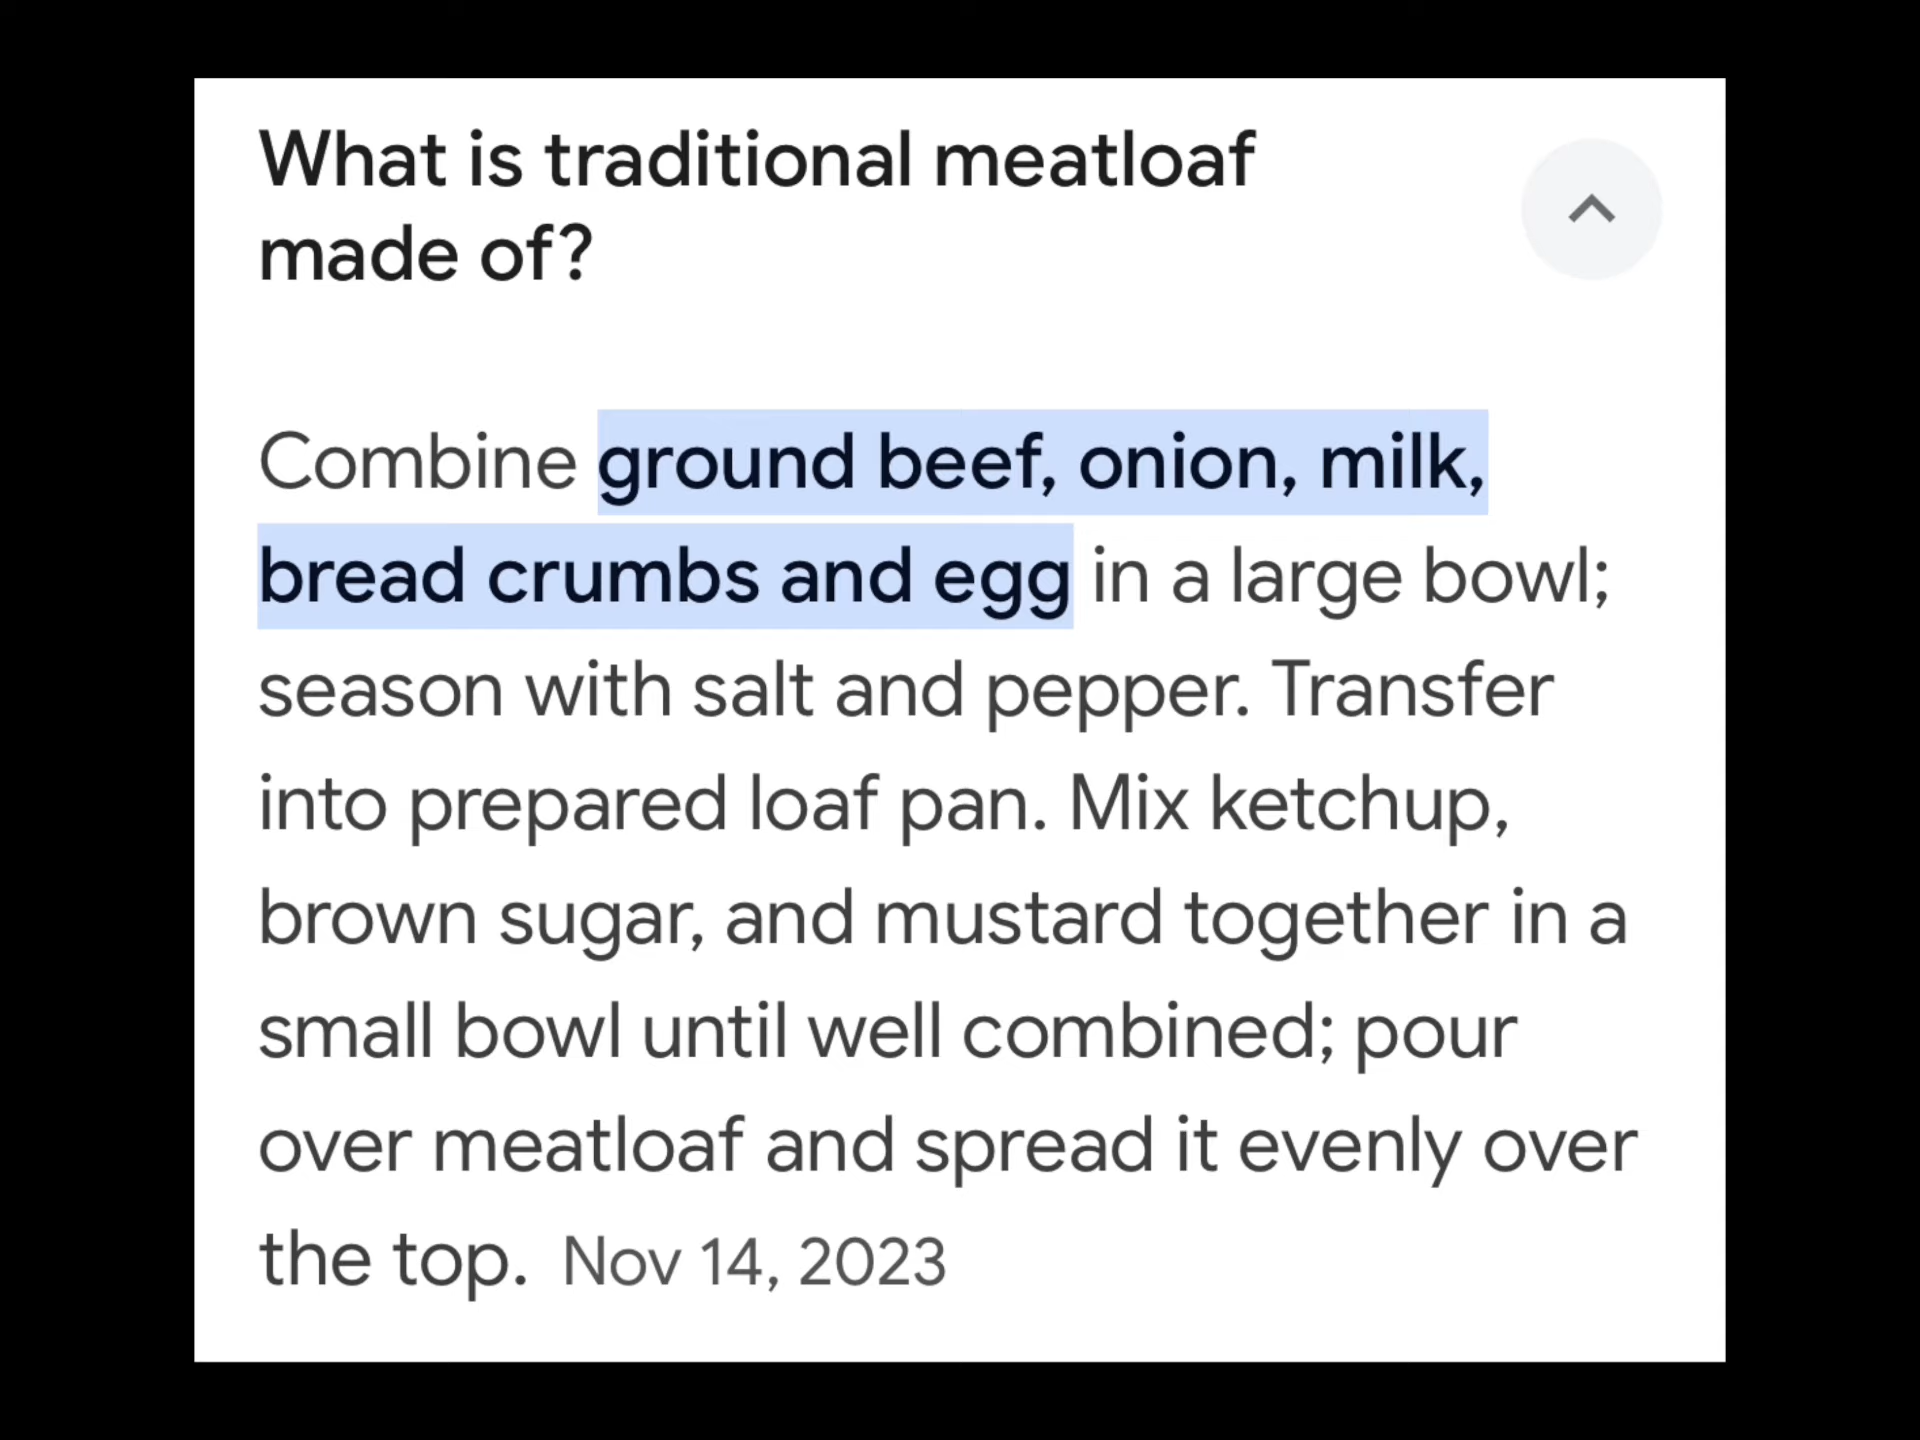 What is traditional meatloaf
made of?
Combine ground beef, onion, milk,
bread crumbs and egg in a large bowl;
season with salt and pepper. Transfer
into prepared loaf pan. Mix ketchup,
brown sugar, and mustard together in a
small bowl until well combined; pour
over meatloaf and spread it evenly over
the top. Nov 14, 2023